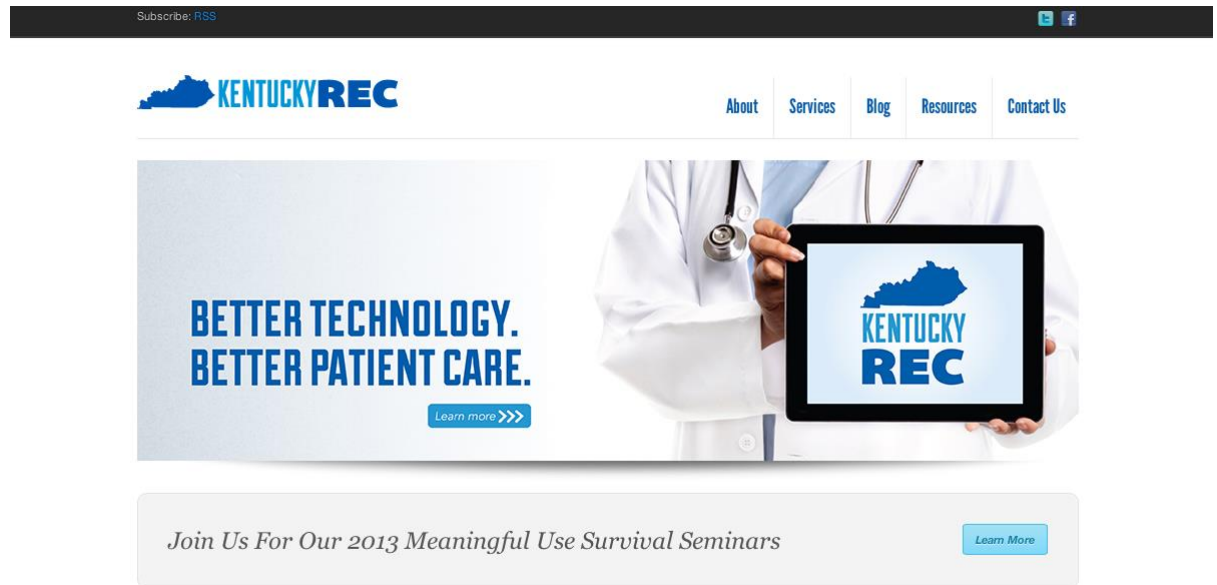 Subscribe: RSS
KENTUCKYREC
About Services Blog Resources Contact Us
BETTER TECHNOLOGY.
BETTER PATIENT CARE.
Learn more
KENTUCKY
REC
Join Us For Our 2013 Meaningful Use Survival Seminars
Learn More